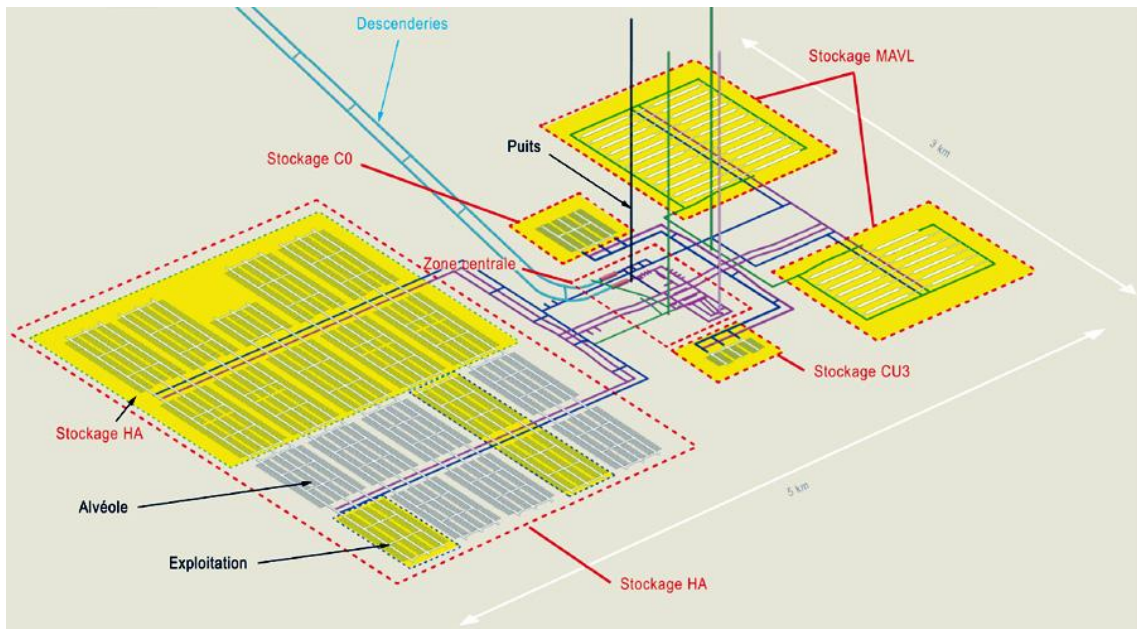 Descenderies
Stockage MAVL
Puits
Stockage C0
3 km
Zone centrale
Stockage CU3
Stockage HA
Alvéole
5 km
Exploitation
Stockage HA